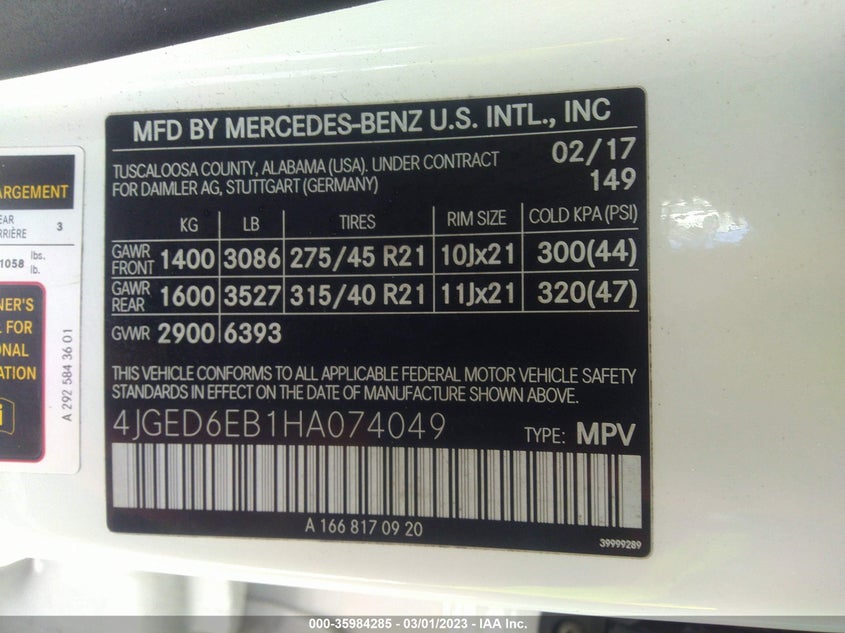 MFD BY MERCEDES-BENZ U.S. INTL., INC
TUSCALOOSA COUNTY, ALABAMA (USA). UNDER CONTRACT
FOR DAIMLER AG, STUTTGART (GERMANY)
02/17
149
KG LB TIRES RIM SIZE COLD KPA (PSI)
GAWR FRONT 1400 3086 275/45 R21 10Jx21 300(44)
GAWR REAR 1600 3527 315/40 R21 11Jx21 320(47)
GVWR 2900 6393
THIS VEHICLE CONFORMS TO ALL APPLICABLE FEDERAL MOTOR VEHICLE SAFETY
STANDARDS IN EFFECT ON THE DATE OF MANUFACTURE SHOWN ABOVE.
4JGED6EB1HA074049 TYPE: MPV
A 166 817 09 20
39999289
ARGEMENT
EAR
RRIÈRE 3
1058 lbs.
lb.
NER'S
FOR
ONAL
ATION
A 292 584 36 01
000-35984285 - 03/01/2023 - IAA Inc.